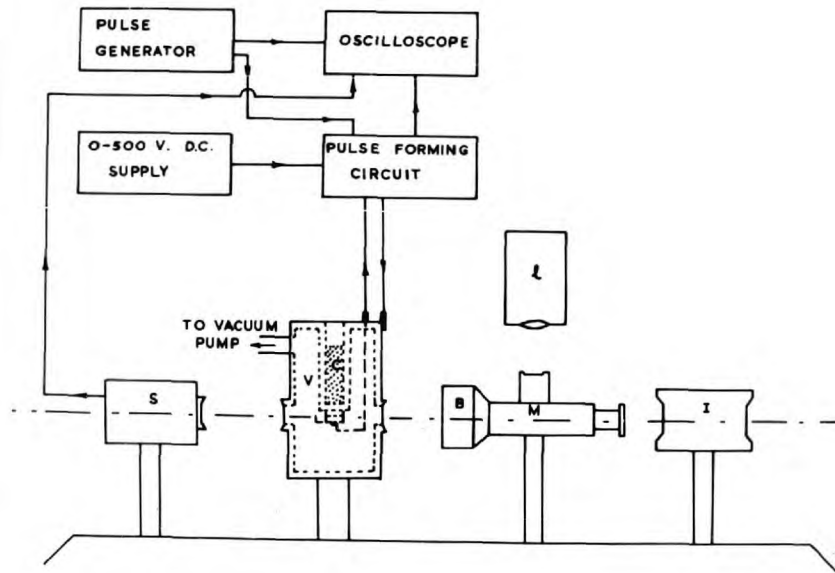 PULSE
GENERATOR
OSCILLOSCOPE
0-500 V. D.C.
SUPPLY
PULSE FORMING
CIRCUIT
l
TO VACUUM
PUMP
V
C
S
B
M
I